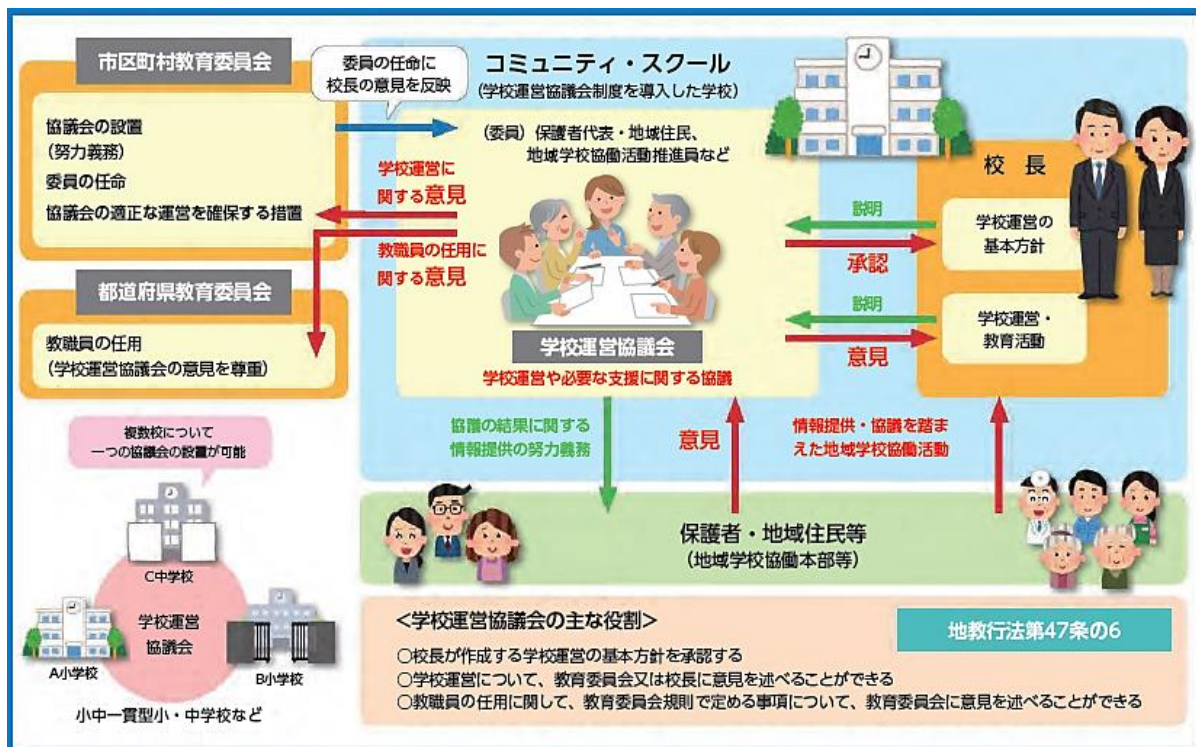 市区町村教育委員会
協議会の設置
(努力義務)
委員の任命
協議会の適正な運営を確保する措置
委員の任命に
校長の意見を反映
コミュニティ・スクール
(学校運営協議会制度を導入した学校)
(委員) 保護者代表・地域住民、
地域学校協働活動推進員など
学校運営に
関する意見
教職員の任用に
関する意見
都道府県教育委員会
教職員の任用
(学校運営協議会の意見を尊重)
学校運営協議会
学校運営や必要な支援に関する協議
校 長
説明
承認
学校運営の
基本方針
説明
意見
学校運営・
教育活動
協議の結果に関する
情報提供の努力義務
意見
情報提供・協議を踏ま
えた地域学校協働活動
保護者・地域住民等
(地域学校協働本部等)
複数校について
一つの協議会の設置が可能
C中学校
学校運営
協議会
A小学校
B小学校
小中一貫型小・中学校など
<学校運営協議会の主な役割>
地教行法第47条の6
○校長が作成する学校運営の基本方針を承認する
○学校運営について、教育委員会又は校長に意見を述べることができる
○教職員の任用に関して、教育委員会規則で定める事項について、教育委員会に意見を述べることができる